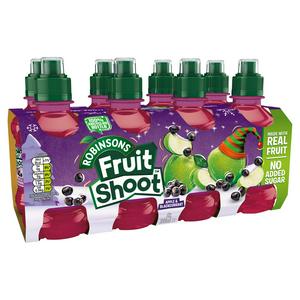 ROBINSONS
Fruit
Shoot
APPLE &
BLACKCURRANT
MADE WITH
REAL
FRUIT
NO
ADDED
SUGAR